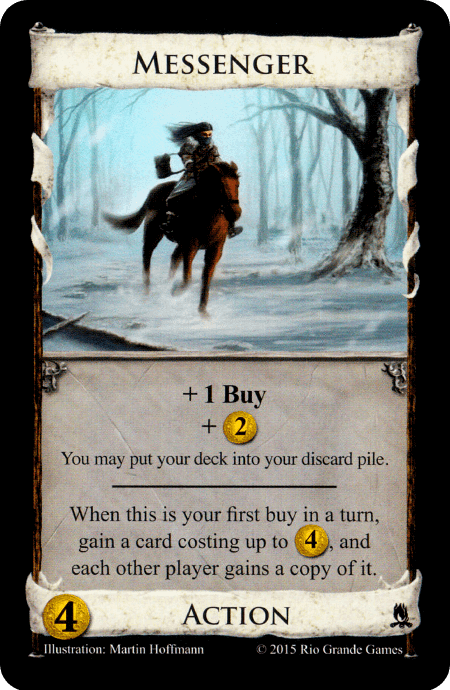 MESSENGER
+ 1 Buy
+ 2
You may put your deck into your discard pile.
When this is your first buy in a turn,
gain a card costing up to 4, and
each other player gains a copy of it.
4 ACTION
Illustration: Martin Hoffmann © 2015 Rio Grande Games